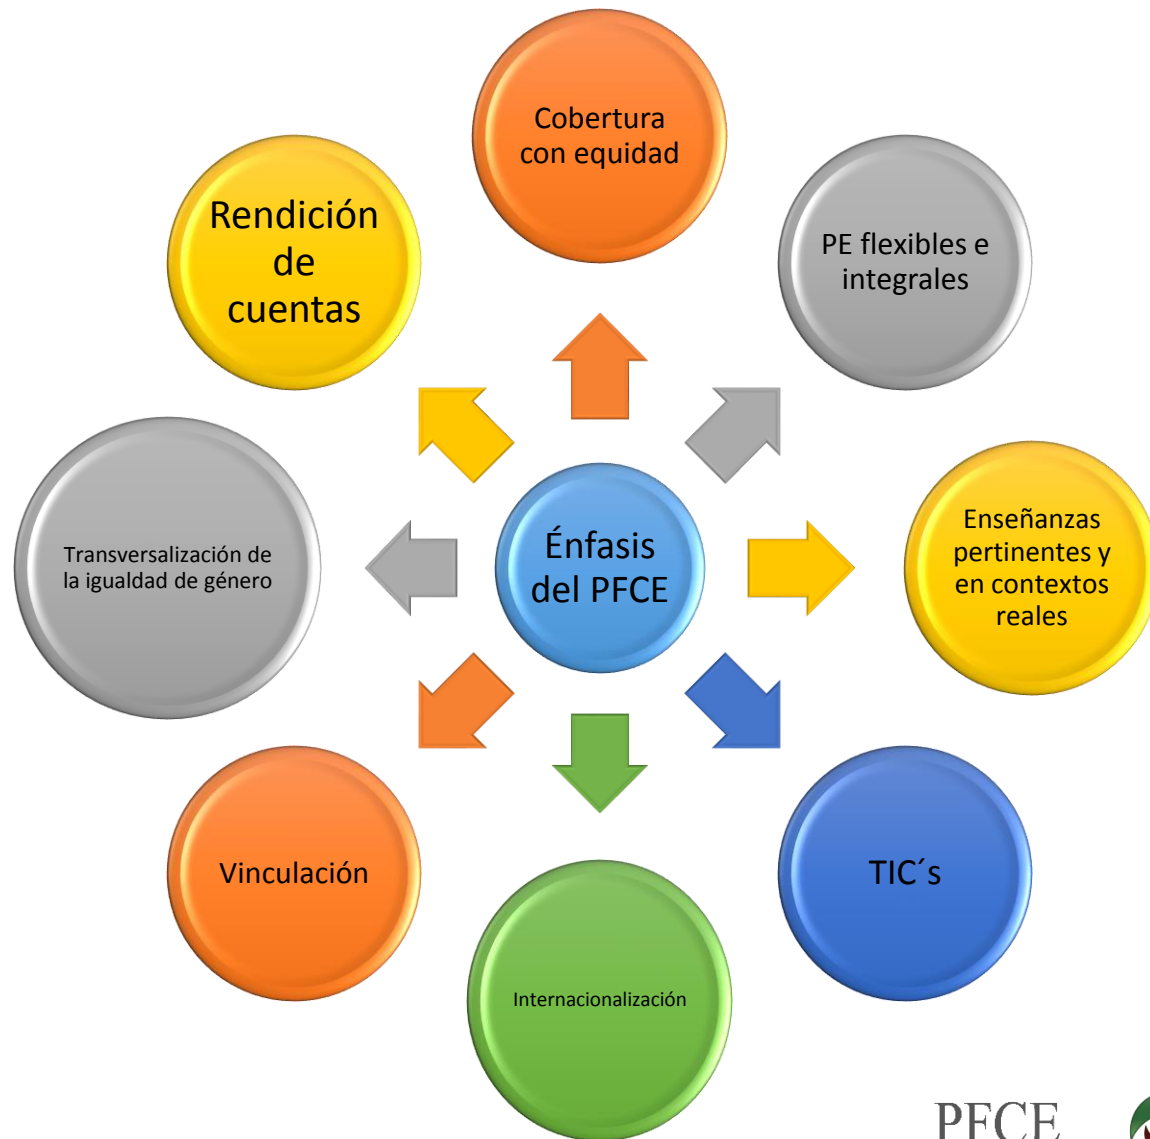 Cobertura
con equidad
PE flexibles e
integrales
Enseñanzas
pertinentes y
en contextos
reales
TIC´s
Internacionalización
Vinculación
Transversalización de
la igualdad de género
Rendición
de
cuentas
Énfasis
del PFCE
PFCE